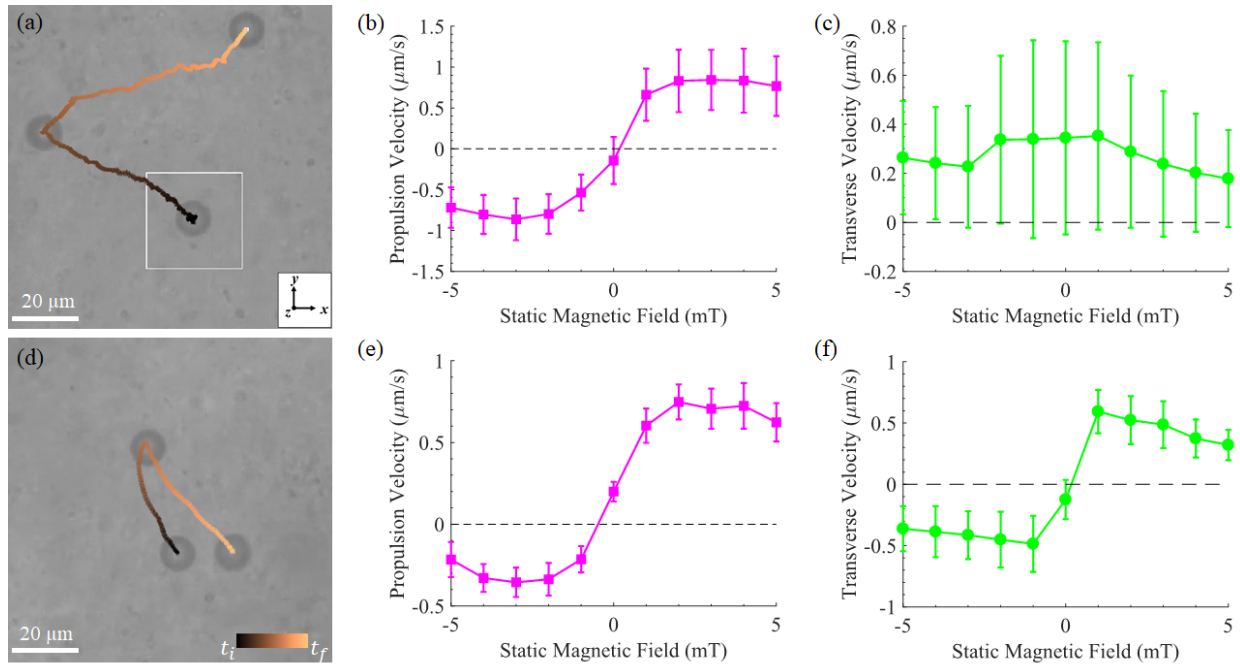 (a)
20 μm
y
z
x
(b)
Propulsion Velocity (μm/s)
1.5
1
0.5
0
-0.5
-1
-1.5
-5
0
5
Static Magnetic Field (mT)
(c)
Transverse Velocity (μm/s)
0.8
0.6
0.4
0.2
0
-0.2
-5
0
5
Static Magnetic Field (mT)
(d)
20 μm
t_i
t_f
(e)
Propulsion Velocity (μm/s)
1
0.5
0
-0.5
-5
0
5
Static Magnetic Field (mT)
(f)
Transverse Velocity (μm/s)
1
0.5
0
-0.5
-1
-5
0
5
Static Magnetic Field (mT)